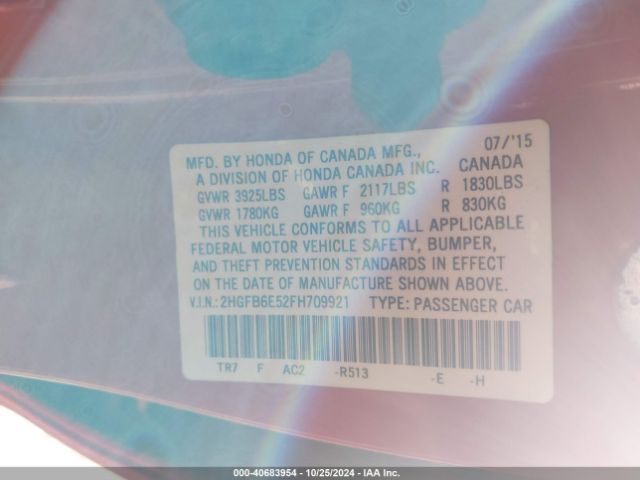 07/'15
MFD. BY HONDA OF CANADA MFG.,
A DIVISION OF HONDA CANADA INC. CANADA
GVWR 3925LBS GAWR F 2117LBS R 1830LBS
GVWR 1780KG GAWR F 960KG R 830KG
THIS VEHICLE CONFORMS TO ALL APPLICABLE
FEDERAL MOTOR VEHICLE SAFETY, BUMPER,
AND THEFT PREVENTION STANDARDS IN EFFECT
ON THE DATE OF MANUFACTURE SHOWN ABOVE.
V.I.N.: 2HGFB6E52FH709921 TYPE: PASSENGER CAR
TR7 F AC2 -R513 -E -H
000-40683954 - 10/25/2024 - IAA Inc.